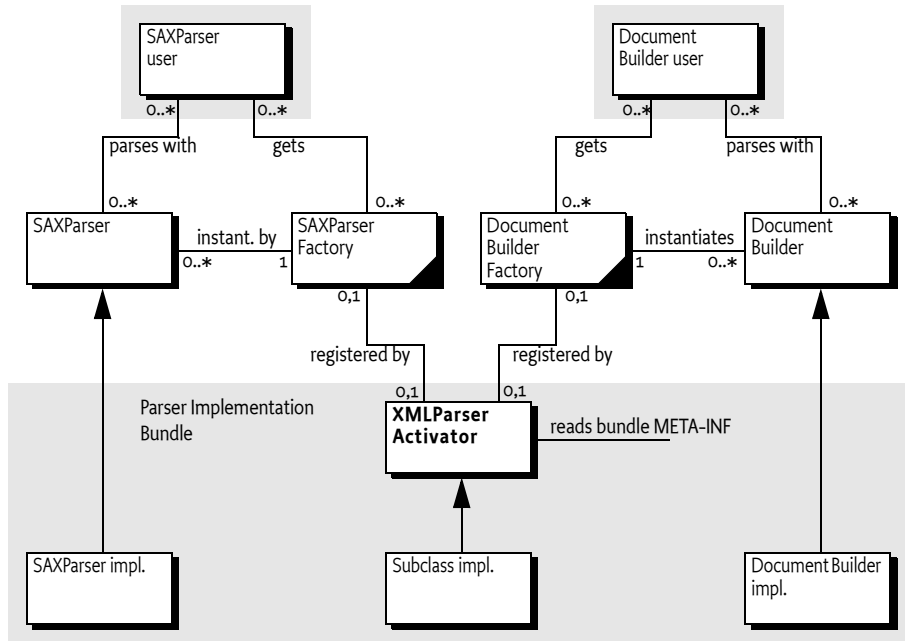 SAXParser
user
Document
Builder user
0..*
0..*
0..*
0..*
parses with
gets
gets
parses with
0..*
0..*
0..*
0..*
SAXParser
instant. by
0..*
1
SAXParser
Factory
Document
Builder
Factory
instantiates
1
0..*
Document
Builder
0,1
0,1
registered by
registered by
0,1
0,1
Parser Implementation
Bundle
XMLParser
Activator
reads bundle META-INF
SAXParser impl.
Subclass impl.
Document Builder
impl.